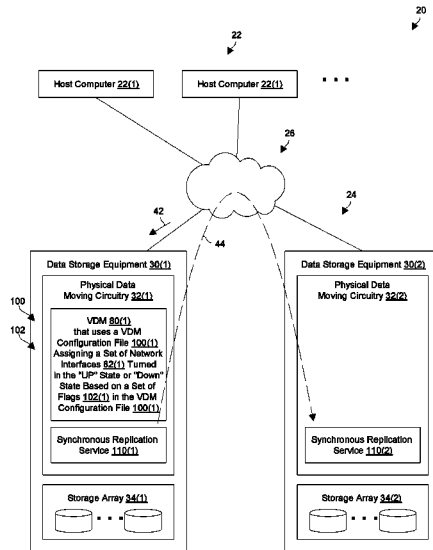 20
22
Host Computer 22(1)
Host Computer 22(1)
26
42
44
24
Data Storage Equipment 30(1)
Physical Data
Moving Circuitry 32(1)
100
102
VDM 80(1)
that uses a VDM
Configuration File 100(1)
Assigning a Set of Network
Interfaces 82(1) Turned
in the "UP" State or "Down"
State Based on a Set of
Flags 102(1) in the VDM
Configuration File 100(1)
Synchronous Replication
Service 110(1)
Storage Array 34(1)
Data Storage Equipment 30(2)
Physical Data
Moving Circuitry 32(2)
Synchronous Replication
Service 110(2)
Storage Array 34(2)